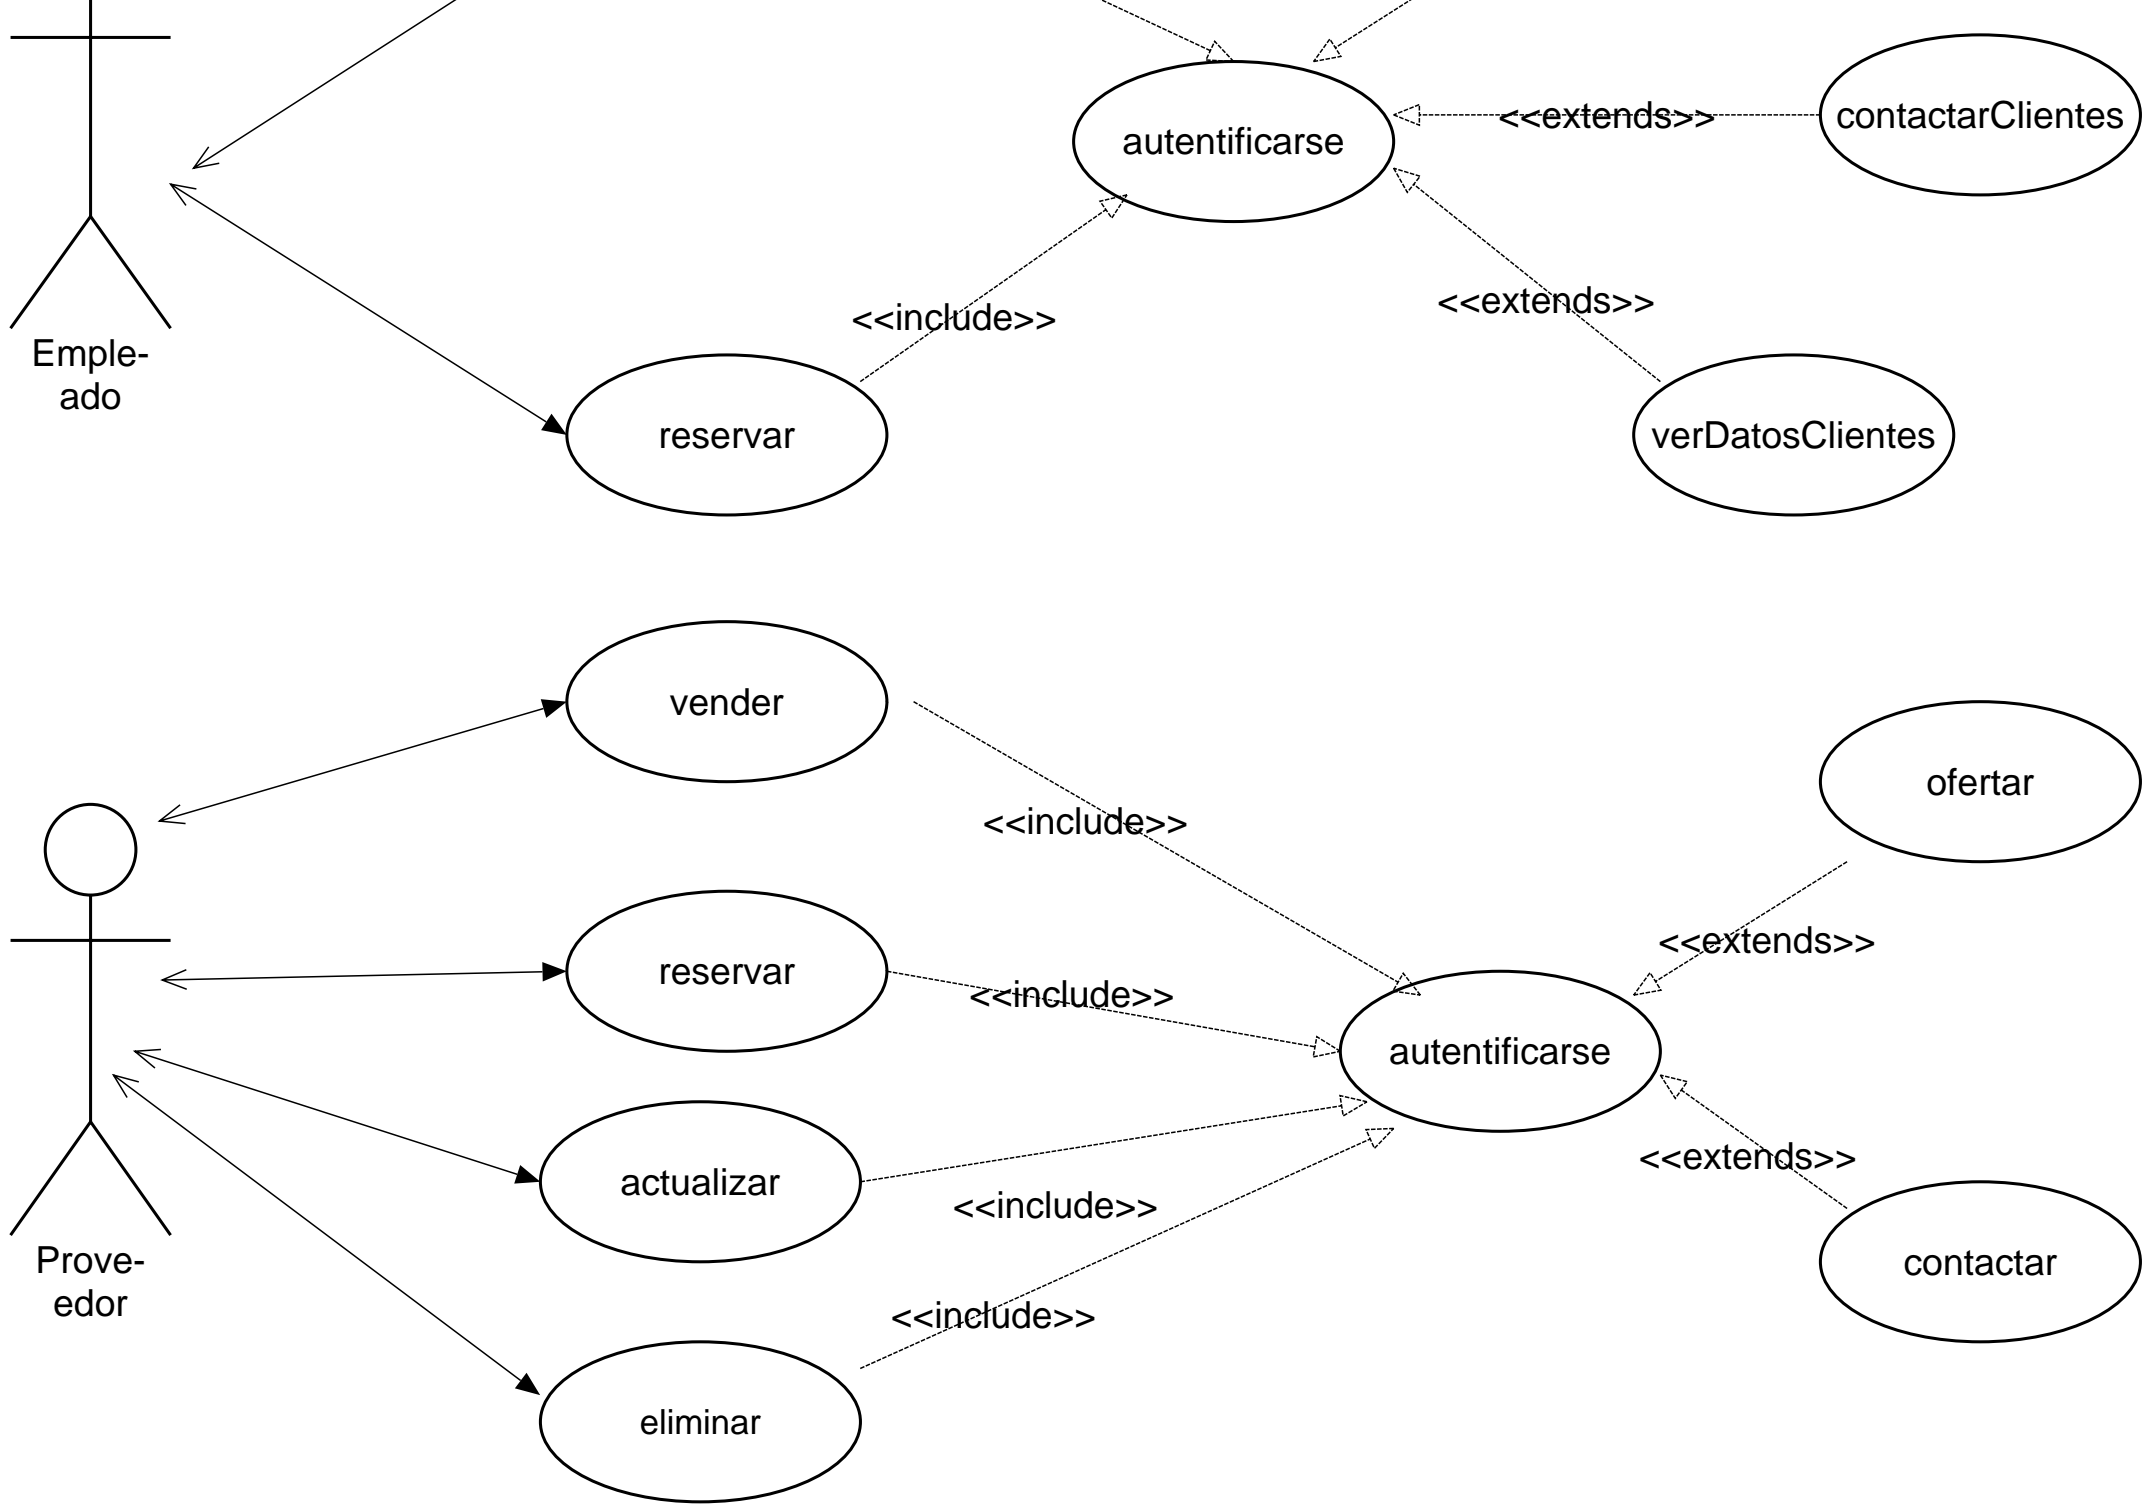 <<extends>>
contactarClientes
autentificarse
<<extends>>
<<include>>
Emple-
ado
reservar
verDatosClientes
vender
ofertar
<<include>>
<<extends>>
reservar
<<include>>
autentificarse
<<extends>>
actualizar
<<include>>
Prove-
edor
contactar
<<include>>
eliminar